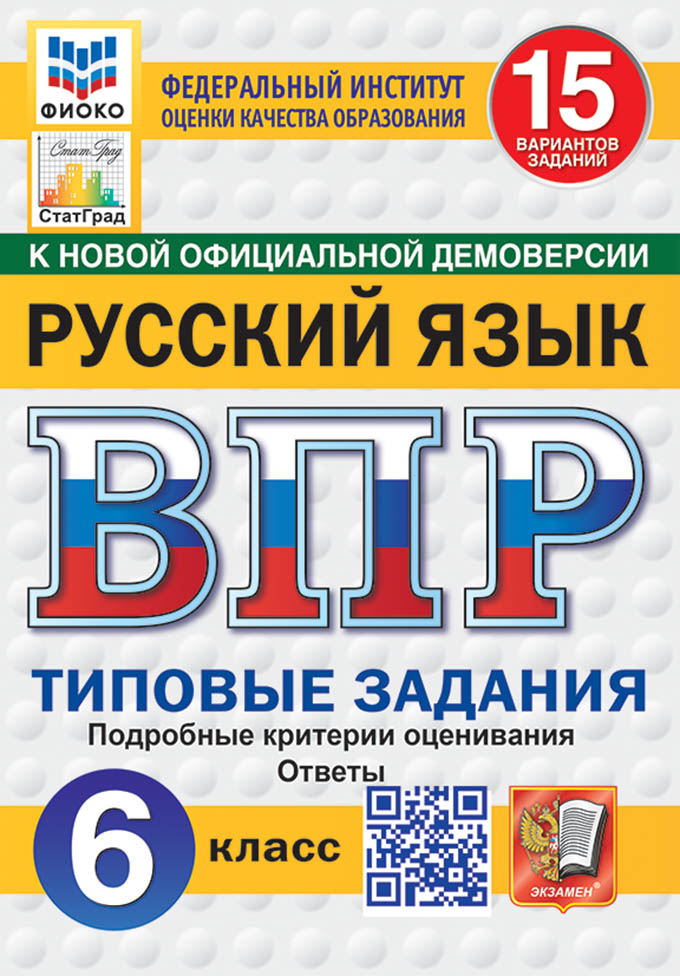 ФИОКО
ФЕДЕРАЛЬНЫЙ ИНСТИТУТ
ОЦЕНКИ КАЧЕСТВА ОБРАЗОВАНИЯ
15
ВАРИАНТОВ
ЗАДАНИЙ
СтатГрад
СтатГрад
К НОВОЙ ОФИЦИАЛЬНОЙ ДЕМОВЕРСИИ
РУССКИЙ ЯЗЫК
ВПР
ТИПОВЫЕ ЗАДАНИЯ
Подробные критерии оценивания
Ответы
6
класс
ЭКЗАМЕН®